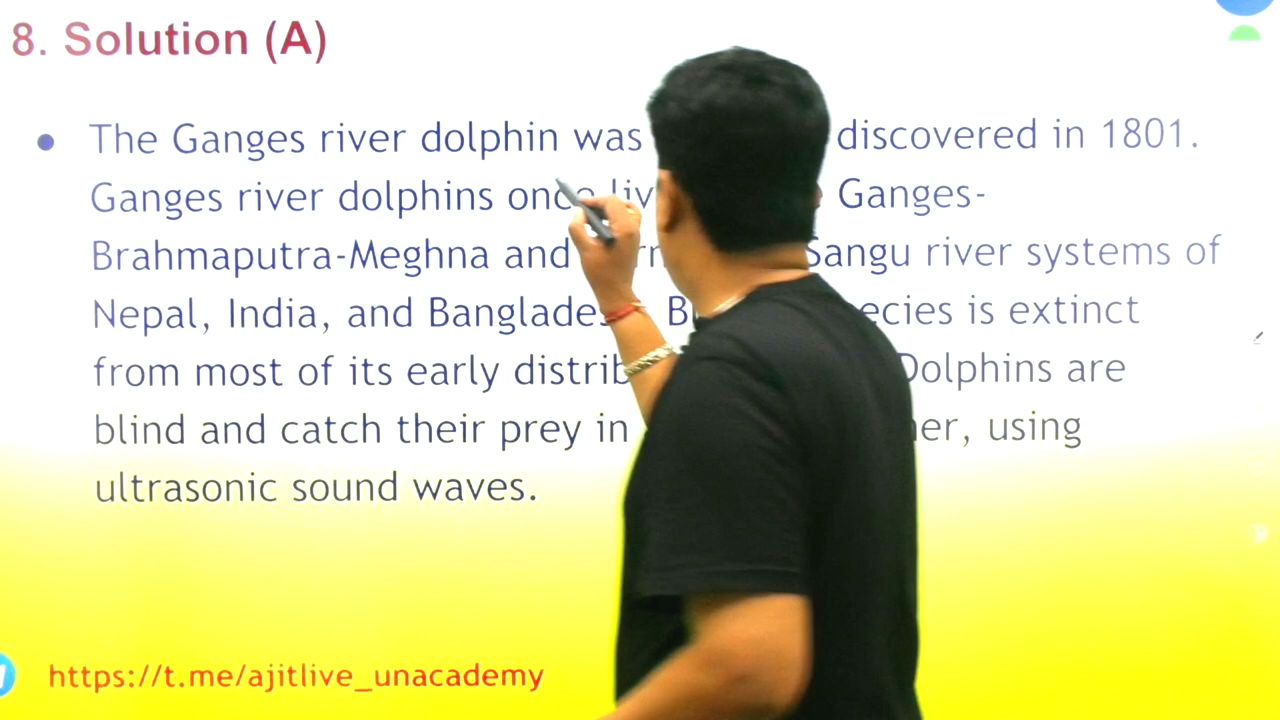 8. Solution (A)
The Ganges river dolphin was discovered in 1801.
Ganges river dolphins once Ganges-
Brahmaputra-Meghna and Sangu river systems of
Nepal, India, and is extinct
from most of its early Dolphins are
blind and catch their prey in using
ultrasonic sound waves.
https://t.me/ajitlive_unacademy